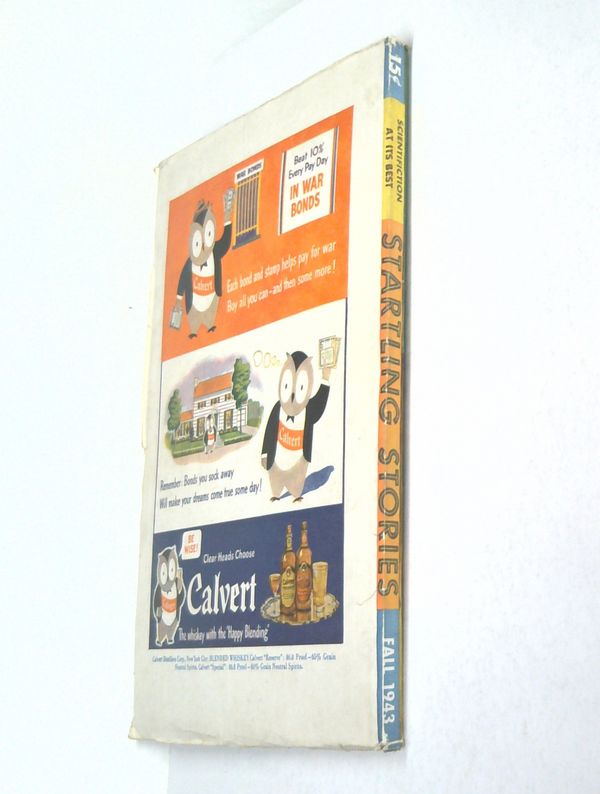 15¢
SCIENTIFICTION
AT ITS BEST
STARTLING STORIES
FALL 1943
WAR BONDS
Beat 10%
Every Pay Day
IN WAR
BONDS
Calvert
Each bond and stamp helps pay for war
Buy all you can—and then some more!
Calvert
Remember: Bonds you sock away
Will make your dreams come true some day!
BE
WISE!
Clear Heads Choose
Calvert
The whiskey with the "Happy Blending"
Calvert Distillers Corp., New York City. BLENDED WHISKEY Calvert "Reserve": 86.8 Proof—65% Grain
Neutral Spirits. Calvert "Special": 86.8 Proof—60% Grain Neutral Spirits.